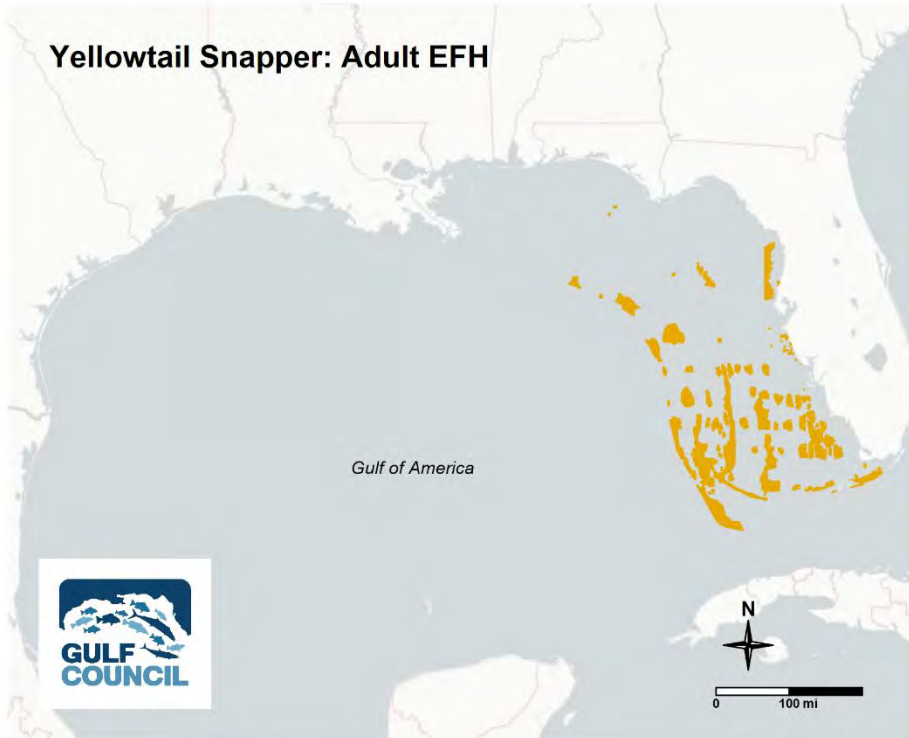 Yellowtail Snapper: Adult EFH
Gulf of America
GULF
COUNCIL
N
0 100 mi